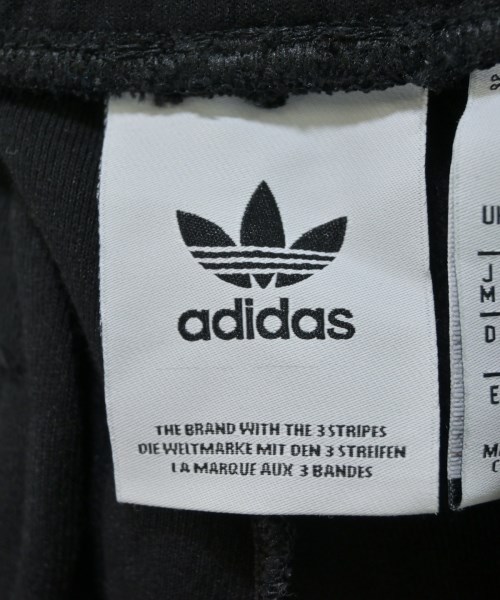 adidas
THE BRAND WITH THE 3 STRIPES
DIE WELTMARKE MIT DEN 3 STREIFEN
LA MARQUE AUX 3 BANDES
J
M
D
E